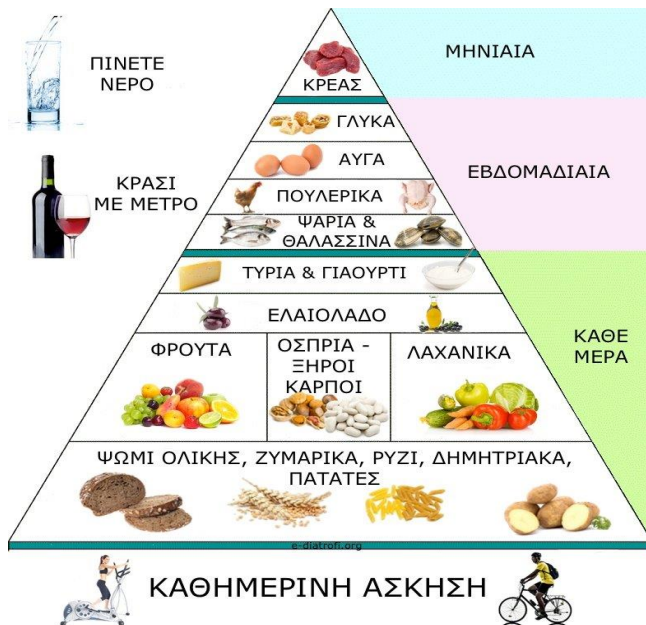 ΠΙΝΕΤΕ
ΝΕΡΟ
ΚΡΑΣΙ
ΜΕ ΜΕΤΡΟ
ΚΡΕΑΣ
ΜΗΝΙΑΙΑ
ΓΛΥΚΑ
ΑΥΓΑ
ΠΟΥΛΕΡΙΚΑ
ΨΑΡΙΑ &
ΘΑΛΑΣΣΙΝΑ
ΕΒΔΟΜΑΔΙΑΙΑ
ΤΥΡΙΑ & ΓΙΑΟΥΡΤΙ
ΕΛΑΙΟΛΑΔΟ
ΦΡΟΥΤΑ
ΟΣΠΡΙΑ -
ΞΗΡΟΙ
ΚΑΡΠΟΙ
ΛΑΧΑΝΙΚΑ
ΚΑΘΕ
ΜΕΡΑ
ΨΩΜΙ ΟΛΙΚΗΣ, ΖΥΜΑΡΙΚΑ, ΡΥΖΙ, ΔΗΜΗΤΡΙΑΚΑ,
ΠΑΤΑΤΕΣ
e-diatrofi.org
ΚΑΘΗΜΕΡΙΝΗ ΑΣΚΗΣΗ